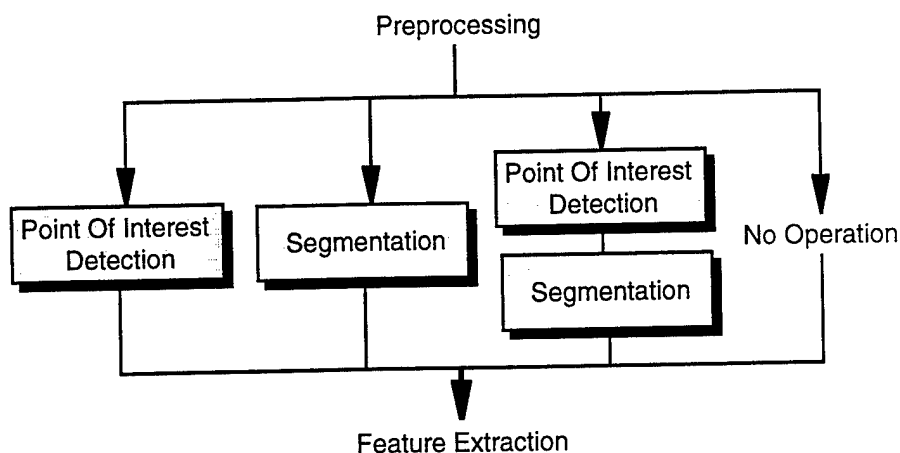 Preprocessing
Point Of Interest
Detection
Segmentation
Point Of Interest
Detection
Segmentation
No Operation
Feature Extraction